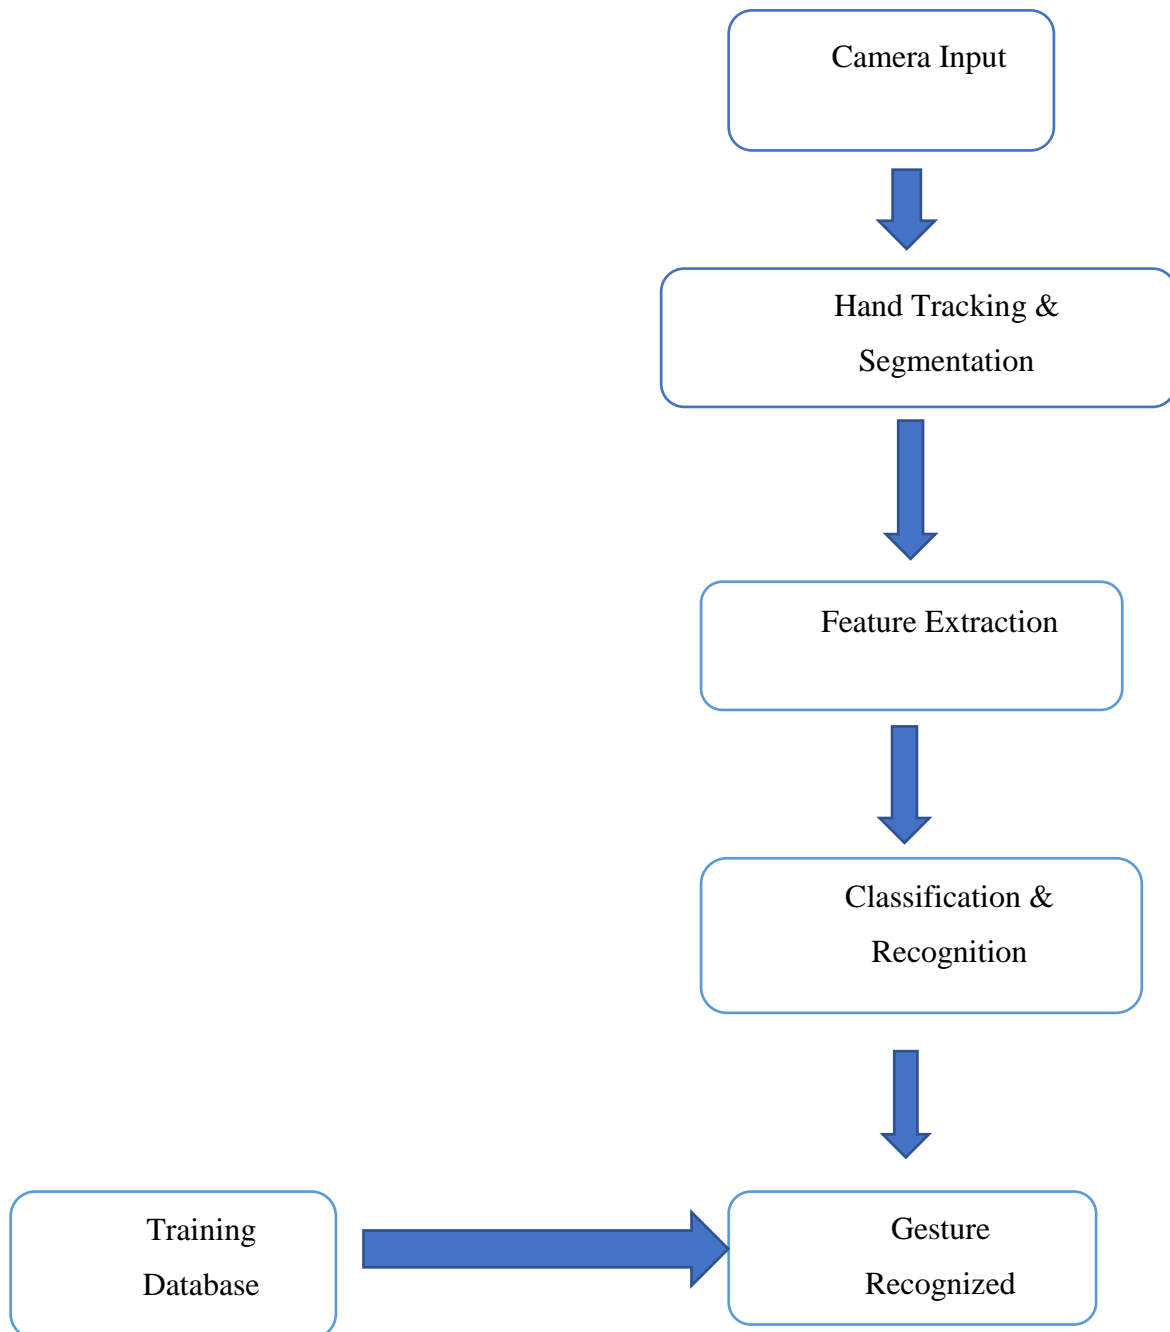 Camera Input
Hand Tracking &
Segmentation
Feature Extraction
Classification &
Recognition
Training
Database
Gesture
Recognized